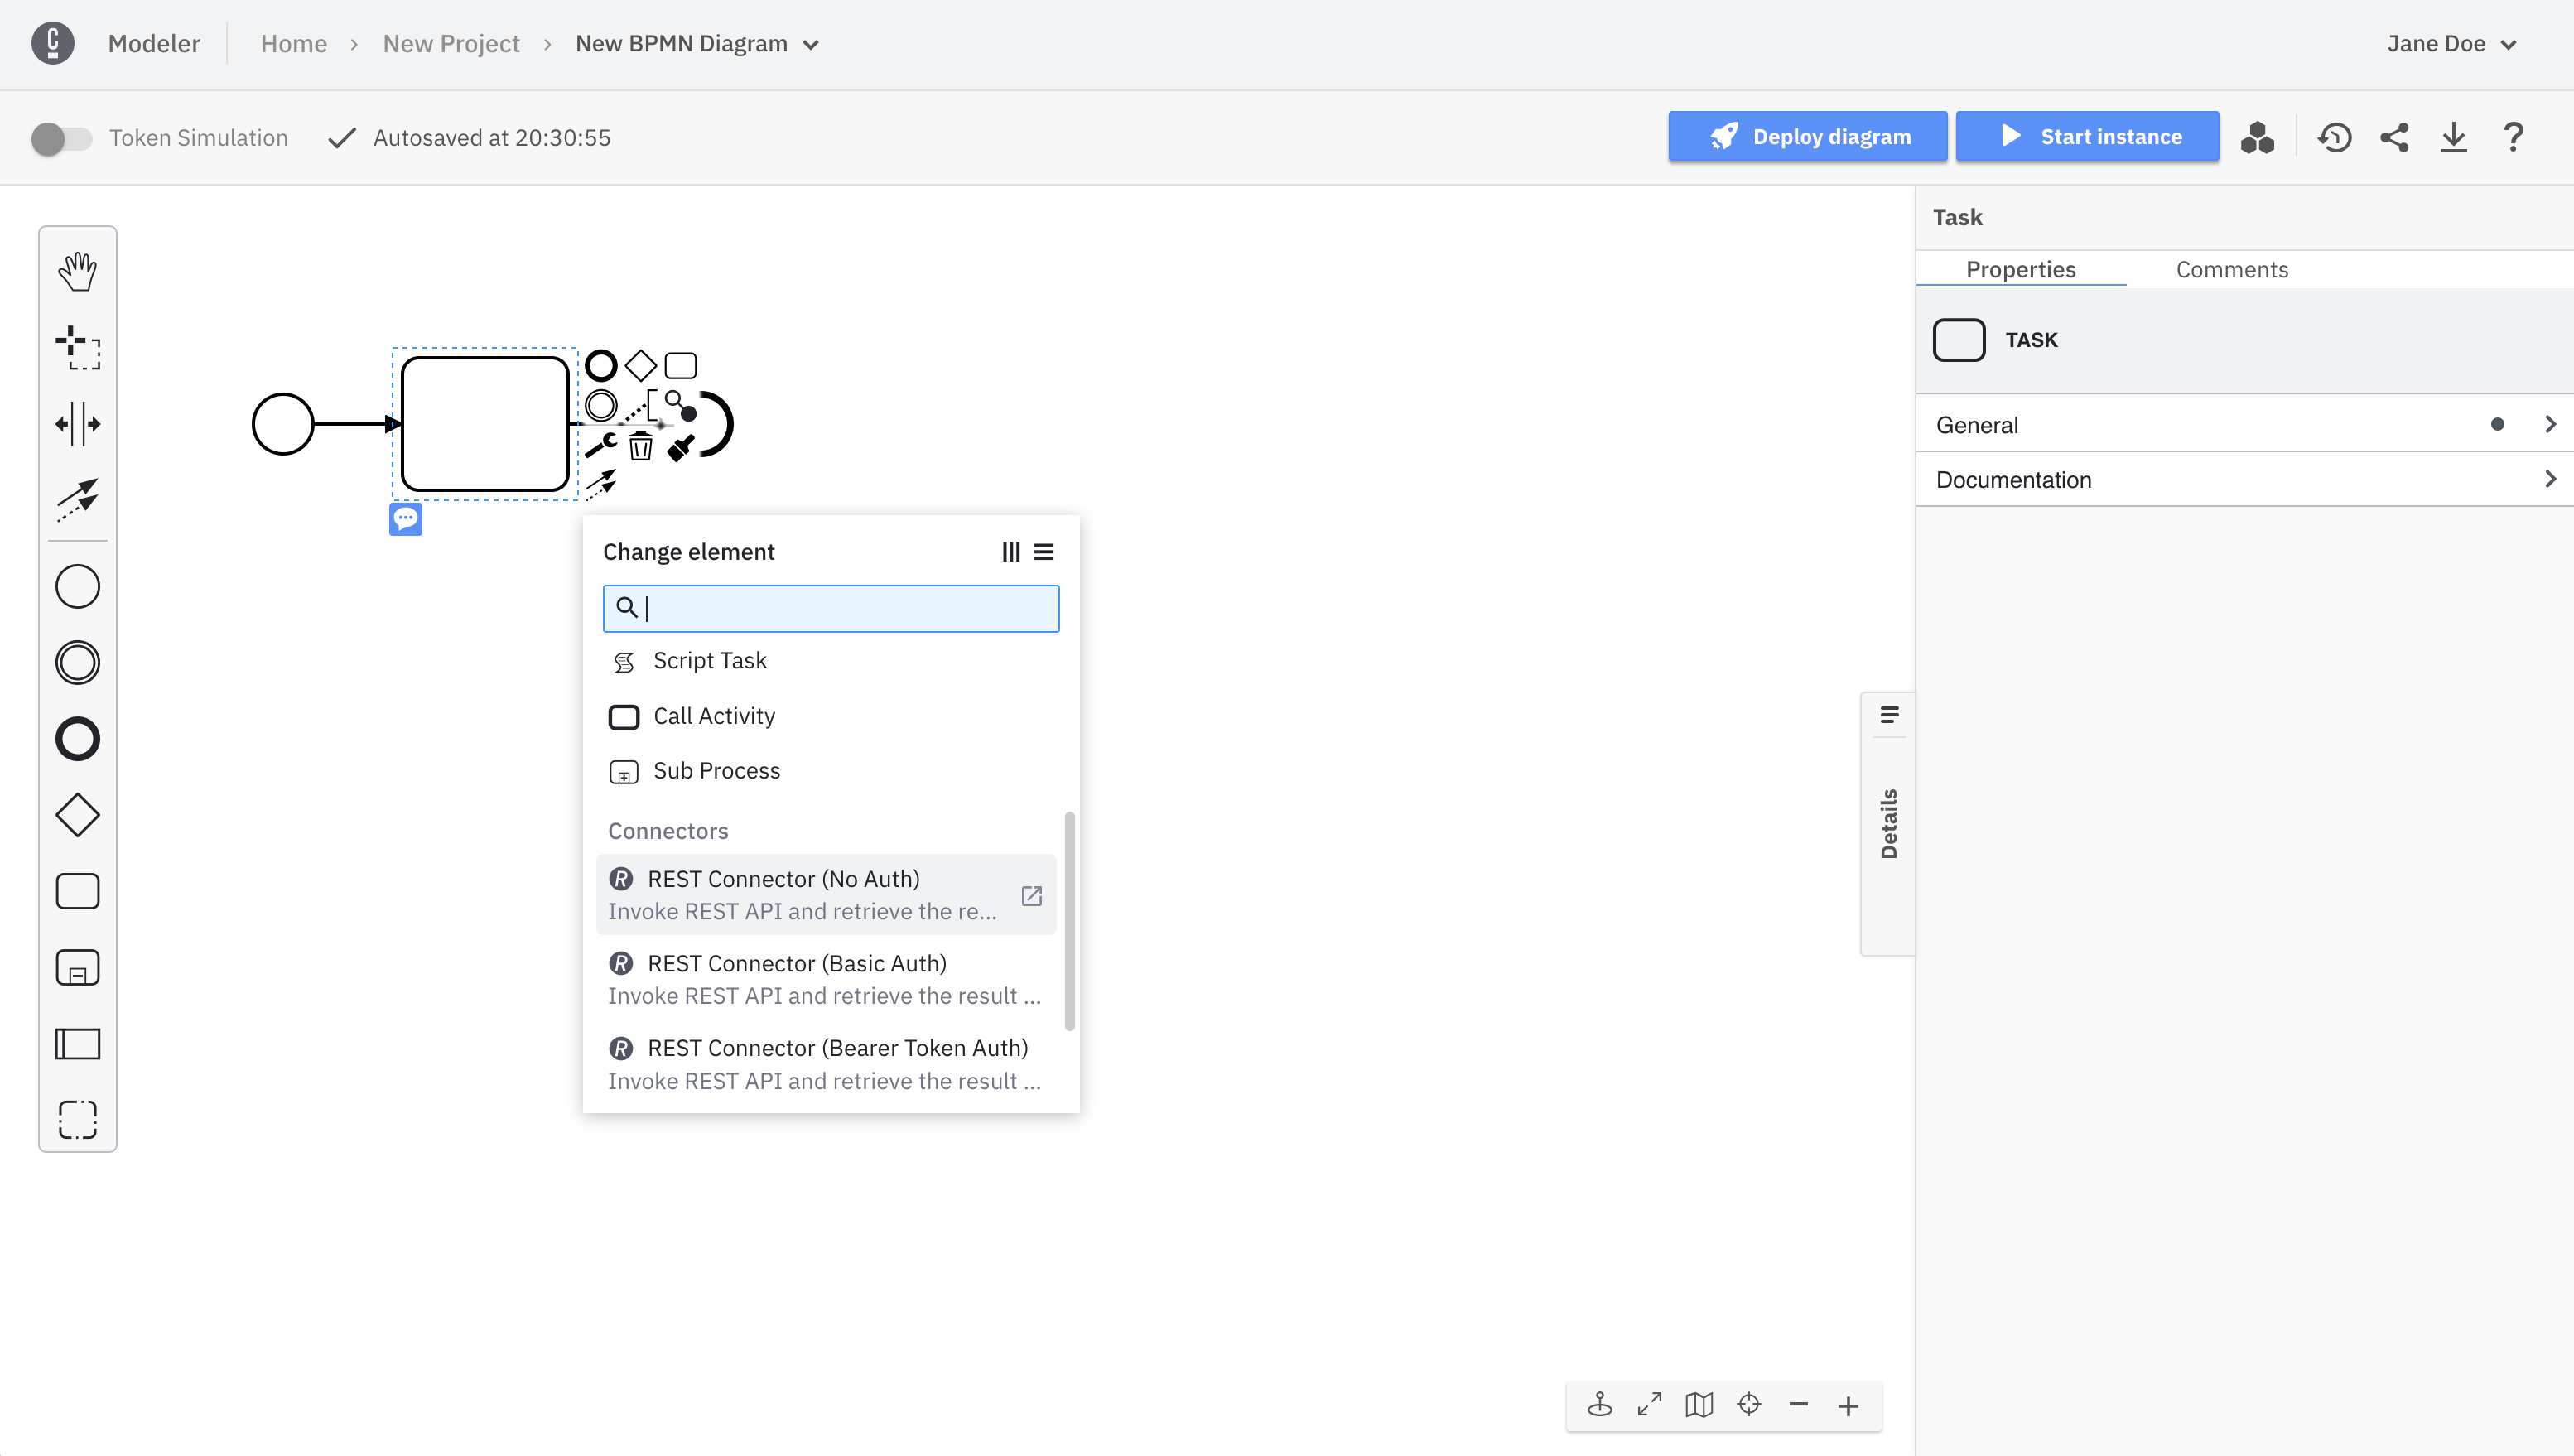 Modeler
Home › New Project › New BPMN Diagram
Jane Doe
Token Simulation
Autosaved at 20:30:55
Deploy diagram
Start instance
?
Task
Properties
Comments
TASK
General
Documentation
Change element
Script Task
Call Activity
Sub Process
Connectors
REST Connector (No Auth)
Invoke REST API and retrieve the re...
REST Connector (Basic Auth)
Invoke REST API and retrieve the result ...
REST Connector (Bearer Token Auth)
Invoke REST API and retrieve the result ...
Details